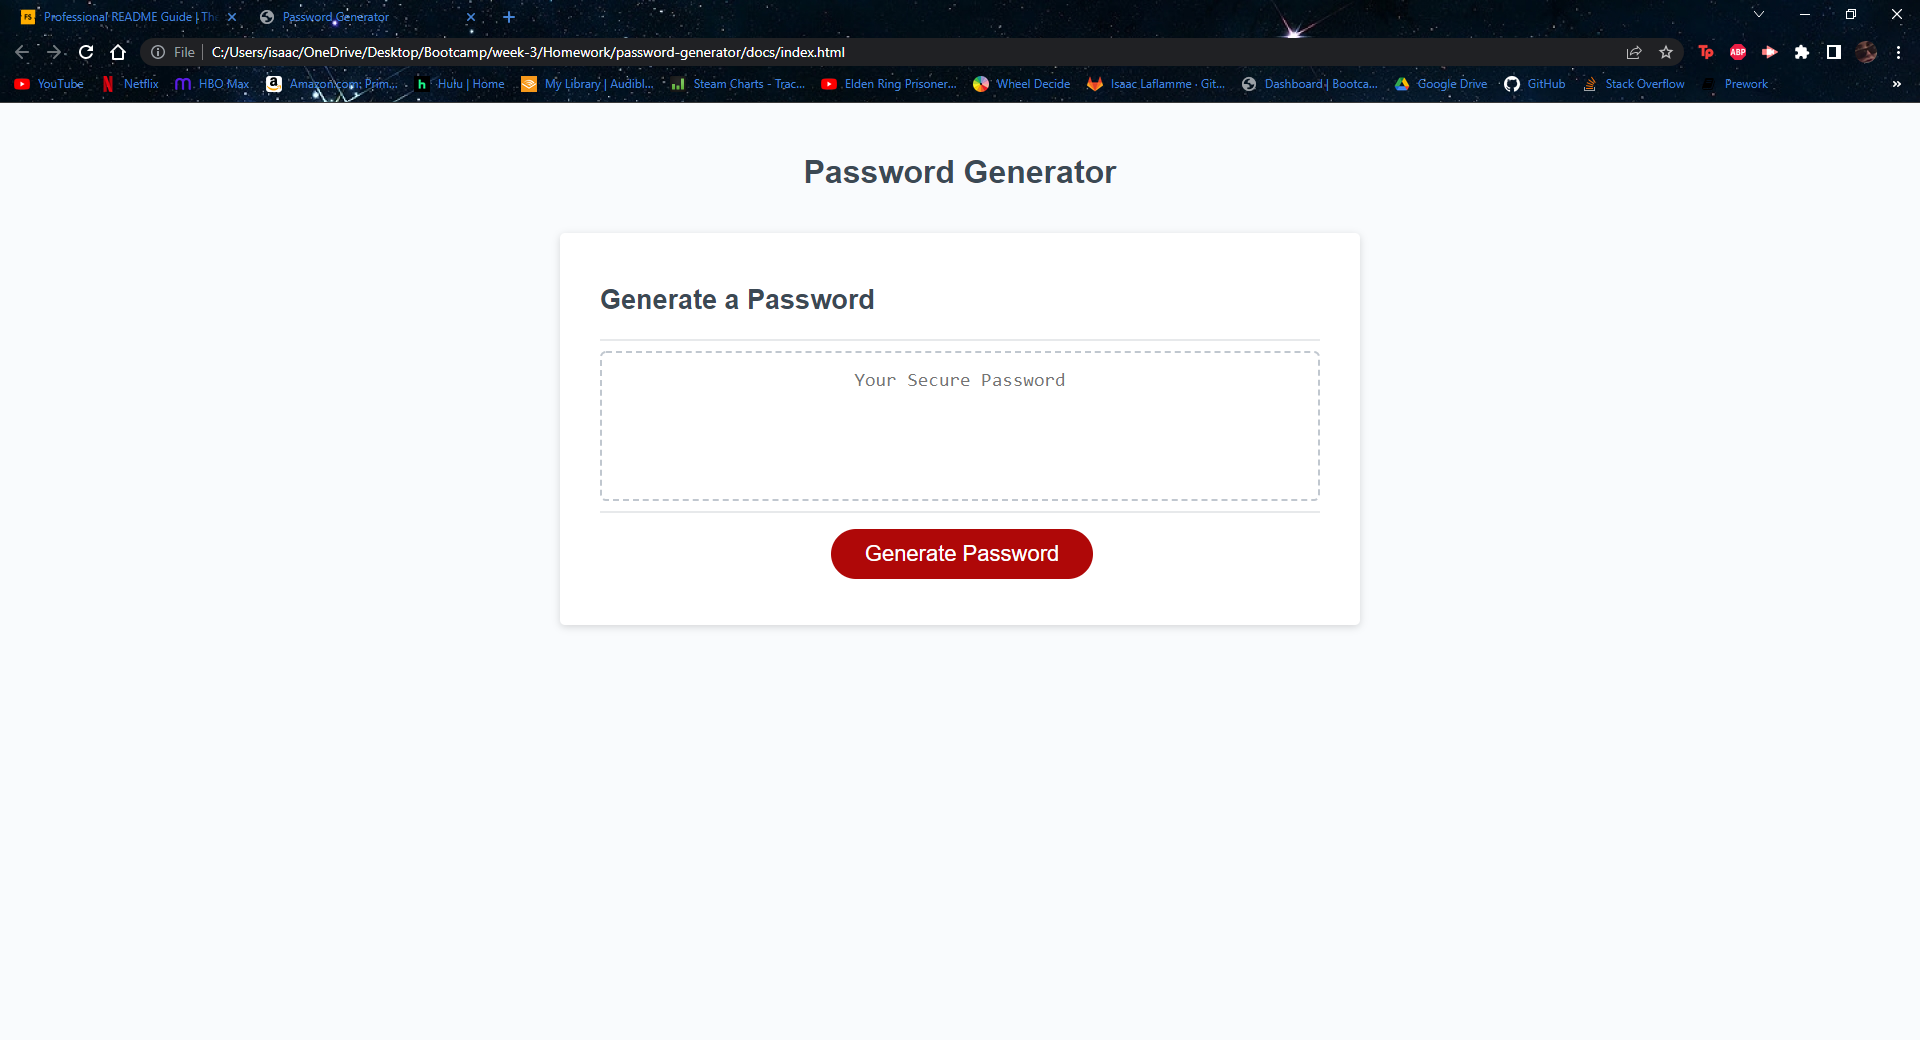 Professional README Guide | The
Password Generator
File
C:/Users/isaac/OneDrive/Desktop/Bootcamp/week-3/Homework/password-generator/docs/index.html
YouTube
Netflix
HBO Max
Amazon.com: Prim...
Hulu | Home
My Library | Audibl...
Steam Charts - Trac...
Elden Ring Prisoner...
Wheel Decide
Isaac Laflamme · Git...
Dashboard | Bootca...
Google Drive
GitHub
Stack Overflow
Prework
Password Generator
Generate a Password
Your Secure Password
Generate Password